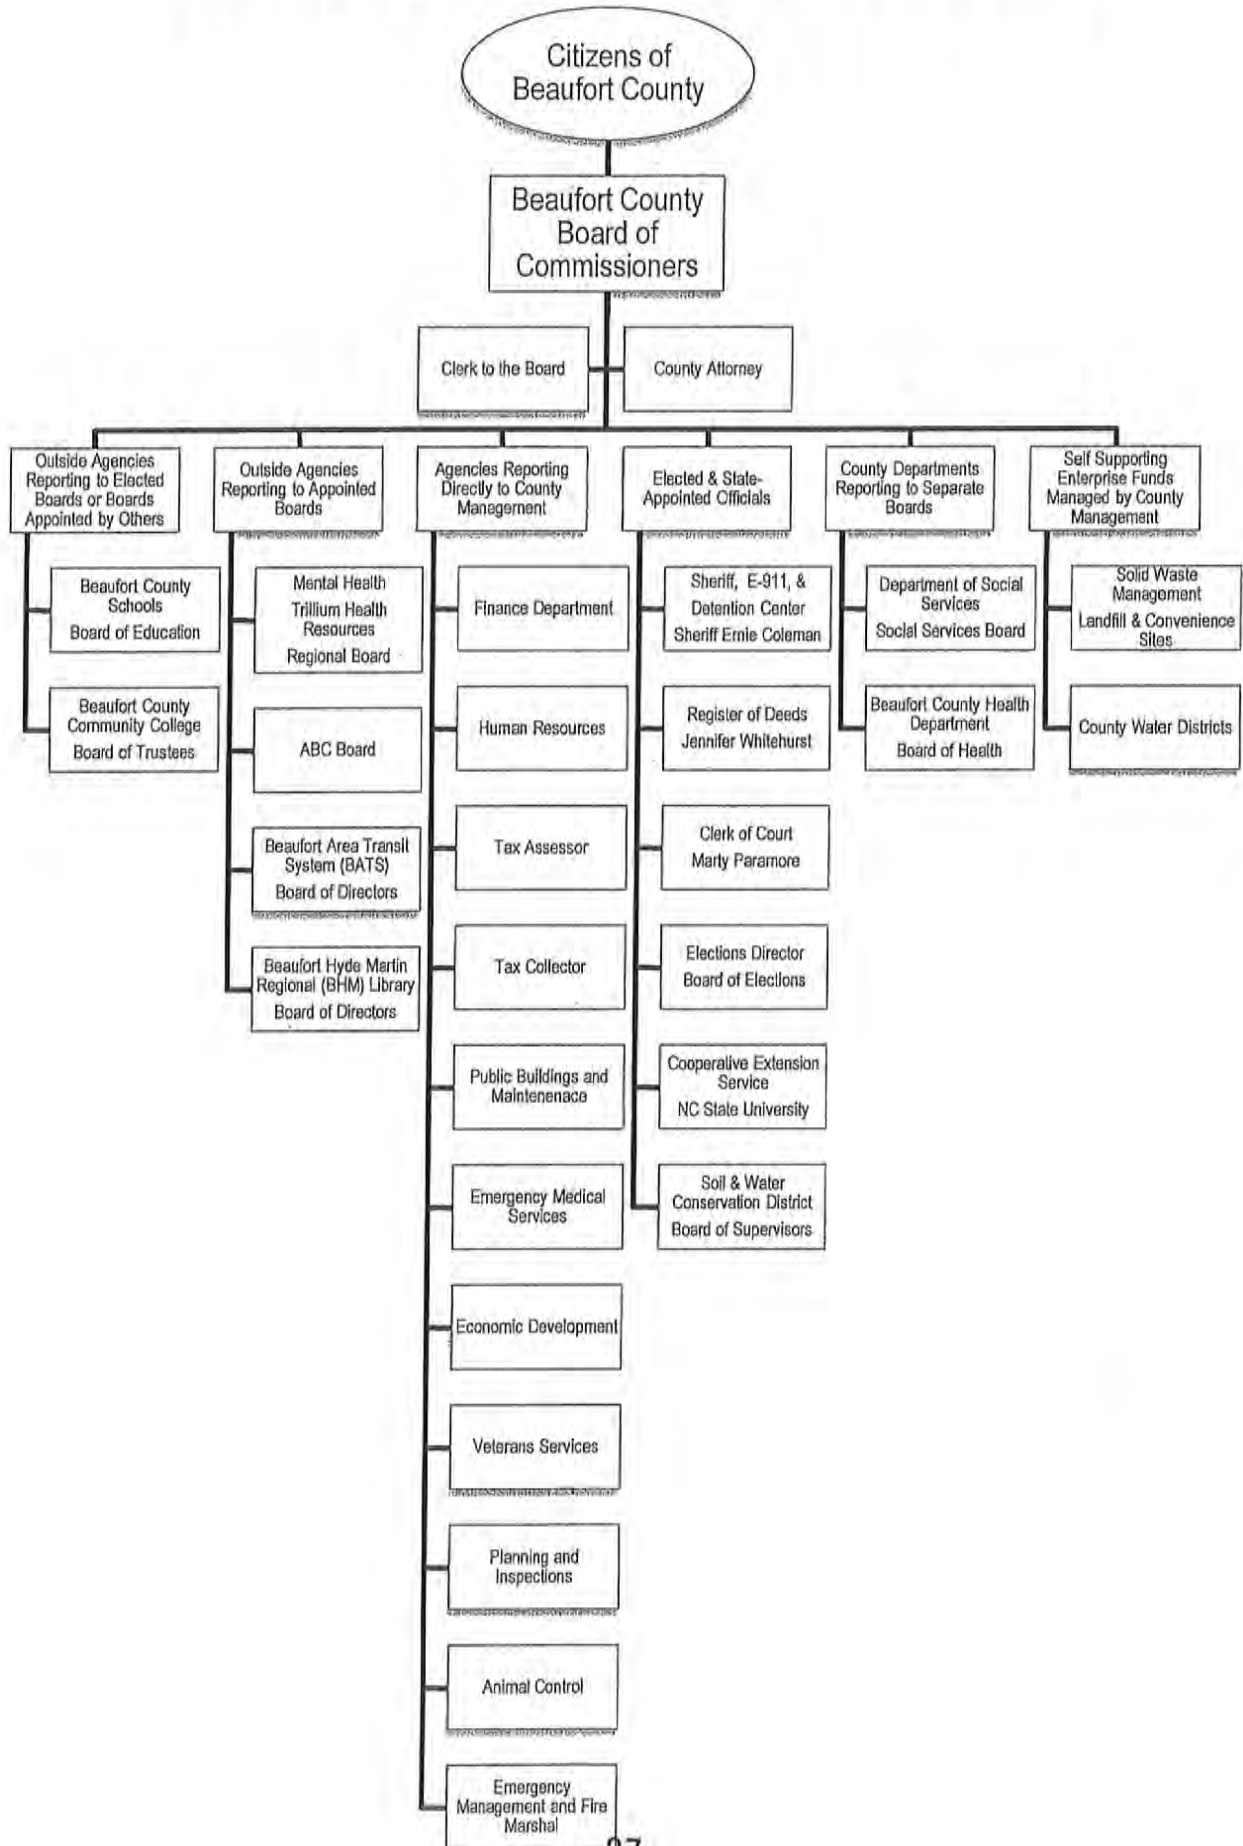 Citizens of
Beaufort County
Beaufort County
Board of
Commissioners
Clerk to the Board
County Attorney
Outside Agencies
Reporting to Elected
Boards or Boards
Appointed by Others
Beaufort County
Schools
Board of Education
Beaufort County
Community College
Board of Trustees
Outside Agencies
Reporting to Appointed
Boards
Mental Health
Trillium Health
Resources
Regional Board
ABC Board
Beaufort Area Transit
System (BATS)
Board of Directors
Beaufort Hyde Martin
Regional (BHM) Library
Board of Directors
Agencies Reporting
Directly to County
Management
Finance Department
Human Resources
Tax Assessor
Tax Collector
Public Buildings and
Maintenenace
Emergency Medical
Services
Economic Development
Veterans Services
Planning and
Inspections
Animal Control
Emergency
Management and Fire
Marshal
Elected & State-
Appointed Officials
Sheriff, E-911, &
Detention Center
Sheriff Ernie Coleman
Register of Deeds
Jennifer Whitehurst
Clerk of Court
Marty Paramore
Elections Director
Board of Elections
Cooperative Extension
Service
NC State University
Soil & Water
Conservation District
Board of Supervisors
County Departments
Reporting to Separate
Boards
Department of Social
Services
Social Services Board
Beaufort County Health
Department
Board of Health
Self Supporting
Enterprise Funds
Managed by County
Management
Solid Waste
Management
Landfill & Convenience
Sites
County Water Districts